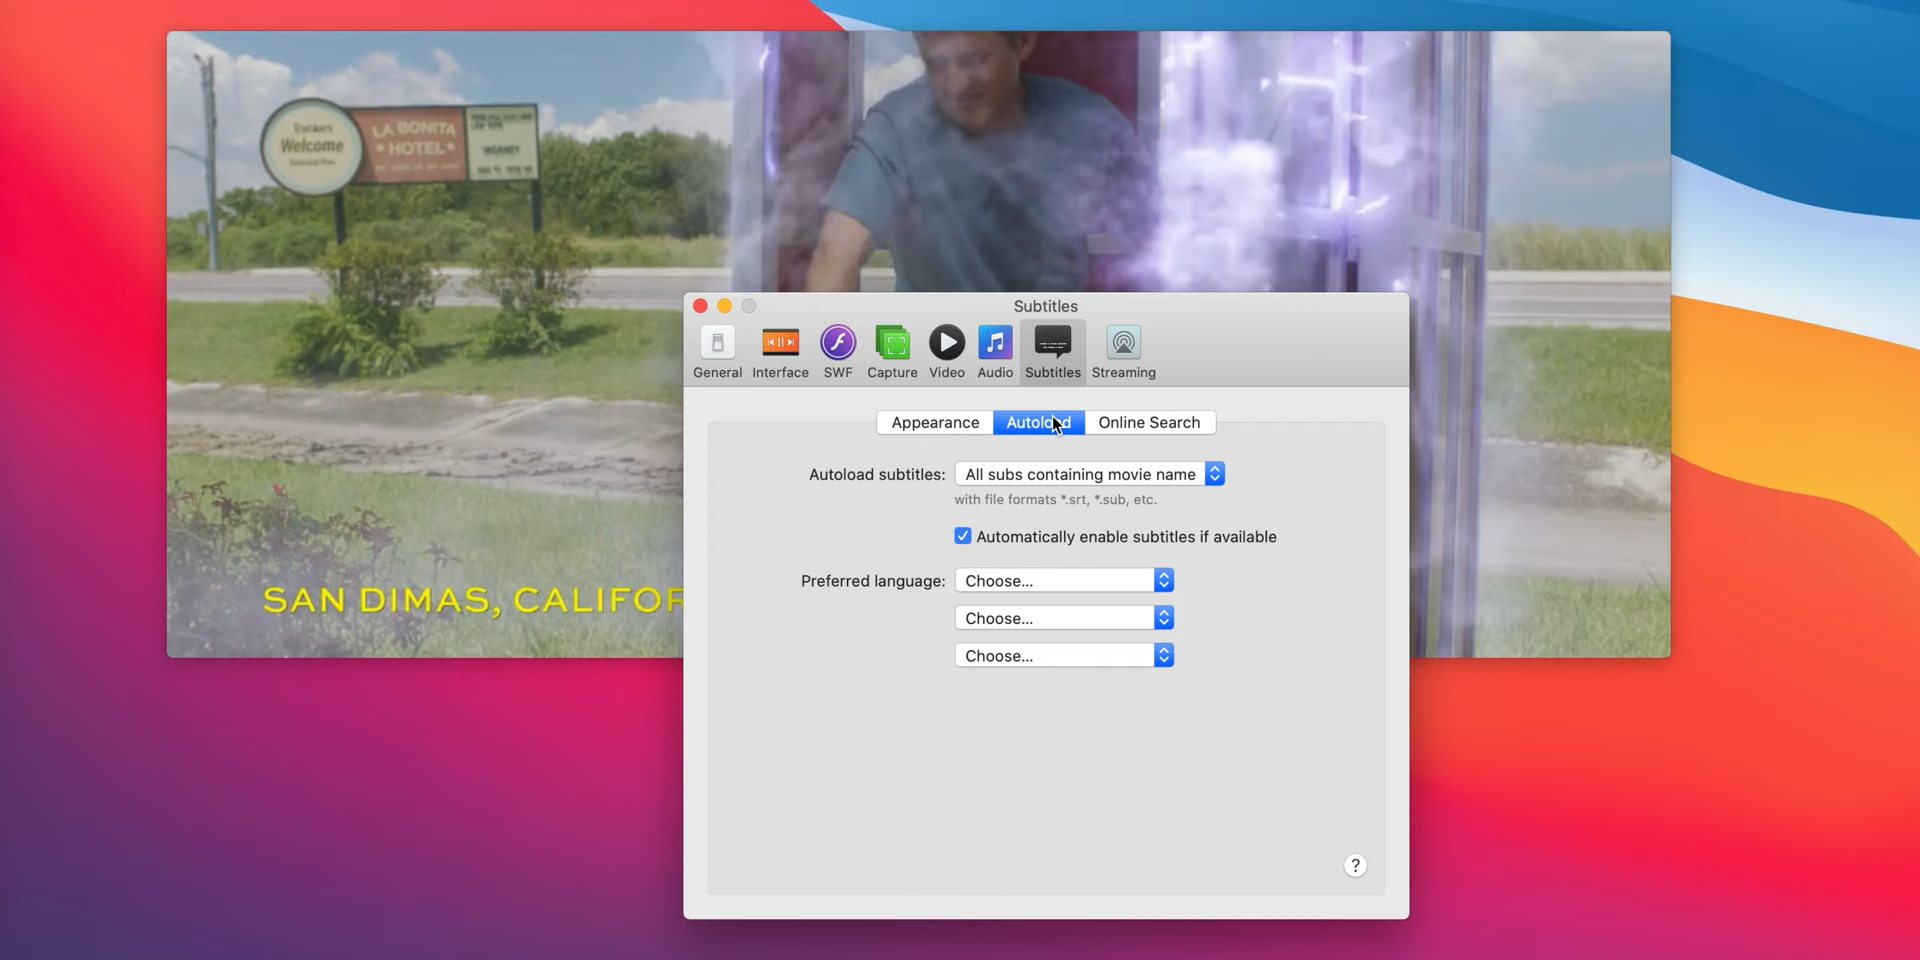 Truckers
Welcome
LA BONITA
*HOTEL*
VACANCY
SAN DIMAS, CALIFOR
Subtitles
General Interface SWF Capture Video Audio Subtitles Streaming
Appearance Autoload Online Search
Autoload subtitles: All subs containing movie name
with file formats *.srt, *.sub, etc.
Automatically enable subtitles if available
Preferred language: Choose...
Choose...
Choose...
?